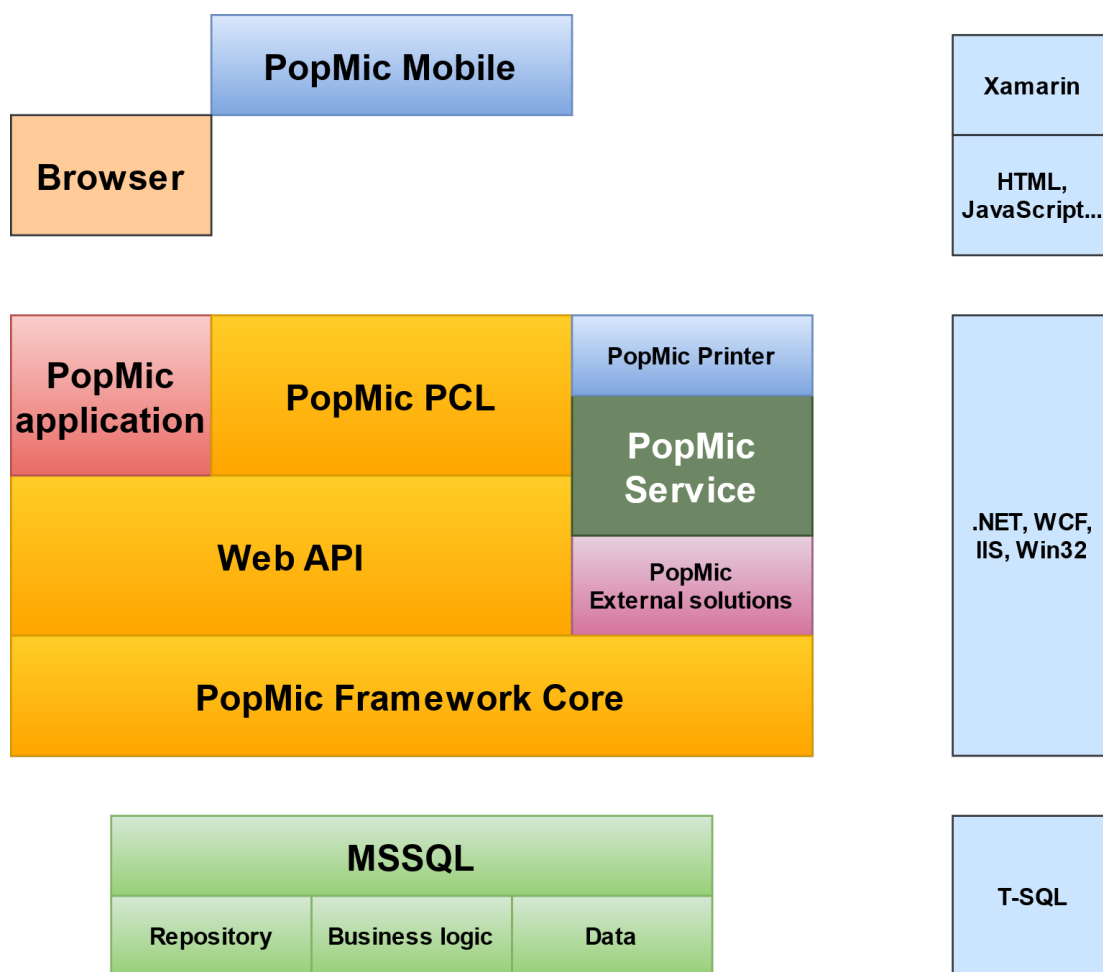 PopMic Mobile
Xamarin
Browser
HTML,
JavaScript...
PopMic
application
PopMic PCL
PopMic Printer
PopMic
Service
Web API
PopMic
External solutions
.NET, WCF,
IIS, Win32
PopMic Framework Core
MSSQL
Repository
Business logic
Data
T-SQL